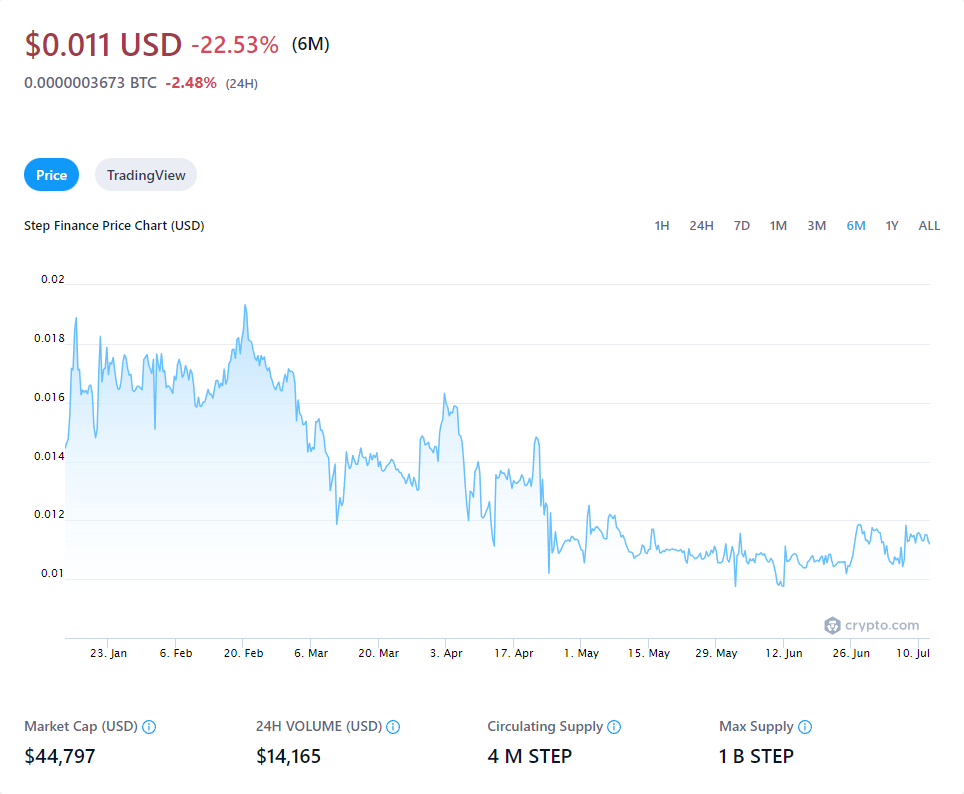 $0.011 USD -22.53% (6M)
0.0000003673 BTC -2.48% (24H)
Price TradingView
Step Finance Price Chart (USD) 1H 24H 7D 1M 3M 6M 1Y ALL
0.02
0.018
0.016
0.014
0.012
0.01
crypto.com
23. Jan 6. Feb 20. Feb 6. Mar 20. Mar 3. Apr 17. Apr 1. May 15. May 29. May 12. Jun 26. Jun 10. Jul
Market Cap (USD) 24H VOLUME (USD) Circulating Supply Max Supply
$44,797 $14,165 4 M STEP 1 B STEP